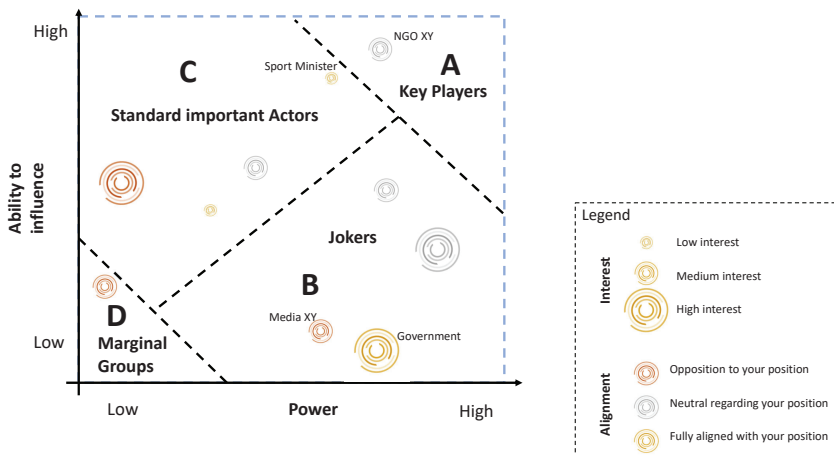 High
NGO XY
C
Sport Minister
A
Key Players
Standard important Actors
Ability to
influence
Jokers
B
D
Media XY
Government
Marginal
Groups
Low
Low
Power
High
Legend
Interest
Low interest
Medium interest
High interest
Alignment
Opposition to your position
Neutral regarding your position
Fully aligned with your position